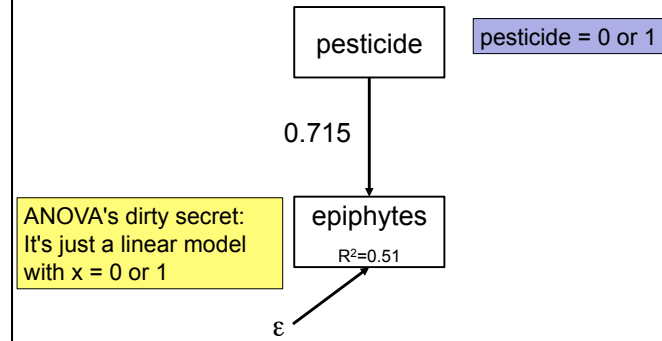 pesticide
pesticide = 0 or 1
0.715
ANOVA's dirty secret:
It's just a linear model
with x = 0 or 1
epiphytes
R²=0.51
ε